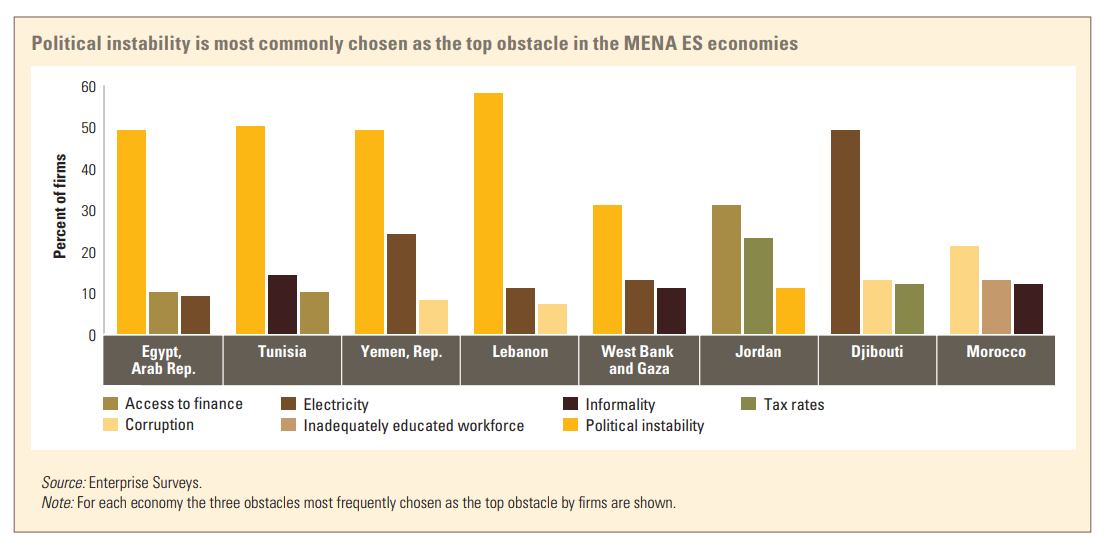 Political instability is most commonly chosen as the top obstacle in the MENA ES economies
60
50
40
30
20
10
0
Percent of firms
Egypt,
Arab Rep.
Tunisia
Yemen, Rep.
Lebanon
West Bank
and Gaza
Jordan
Djibouti
Morocco
Access to finance
Electricity
Informality
Tax rates
Corruption
Inadequately educated workforce
Political instability
Source: Enterprise Surveys.
Note: For each economy the three obstacles most frequently chosen as the top obstacle by firms are shown.